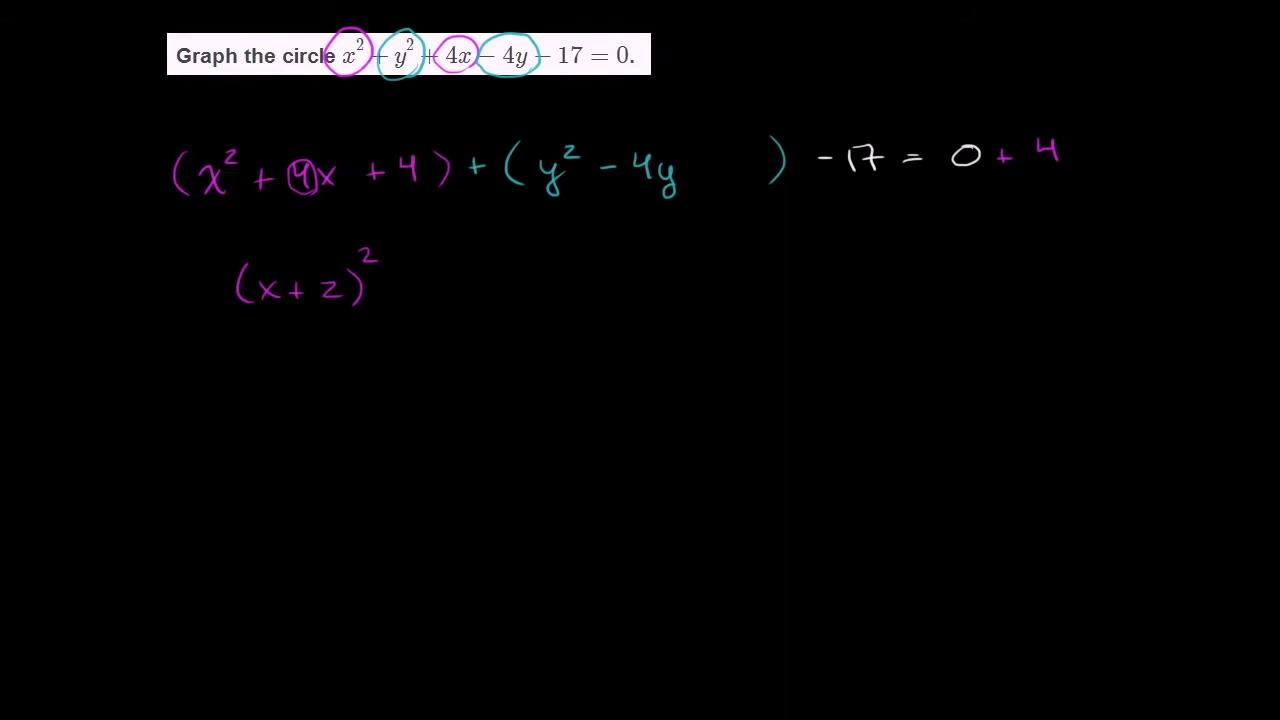 Graph the circle x² + y² + 4x − 4y − 17 = 0.
(x² + 4x + 4) + (y² − 4y ) − 17 = 0 + 4
(x + 2)²